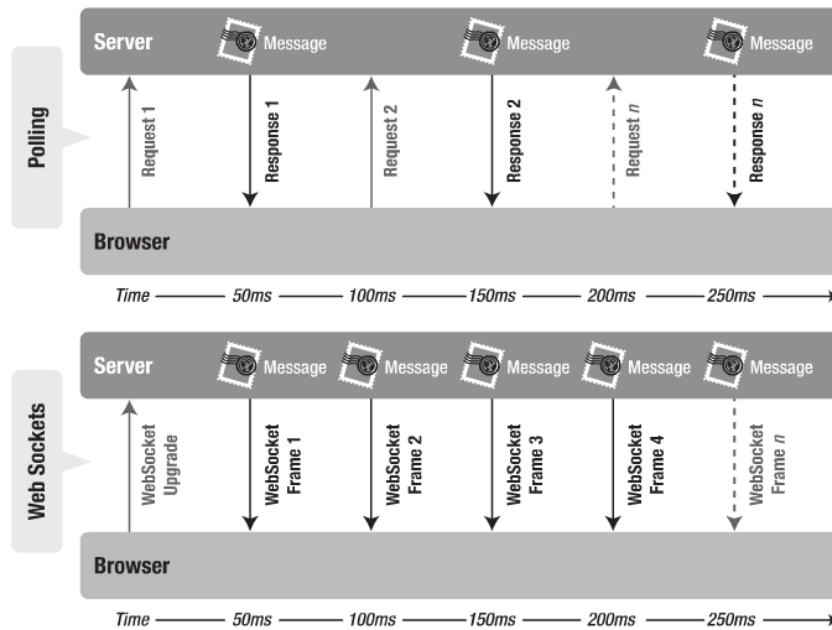 Polling
Server
Message
Message
Message
Request 1
Response 1
Request 2
Response 2
Request n
Response n
Browser
Time 50ms 100ms 150ms 200ms 250ms
Web Sockets
Server
Message
Message
Message
Message
Message
WebSocket
Upgrade
WebSocket
Frame 1
WebSocket
Frame 2
WebSocket
Frame 3
WebSocket
Frame 4
WebSocket
Frame n
Browser
Time 50ms 100ms 150ms 200ms 250ms